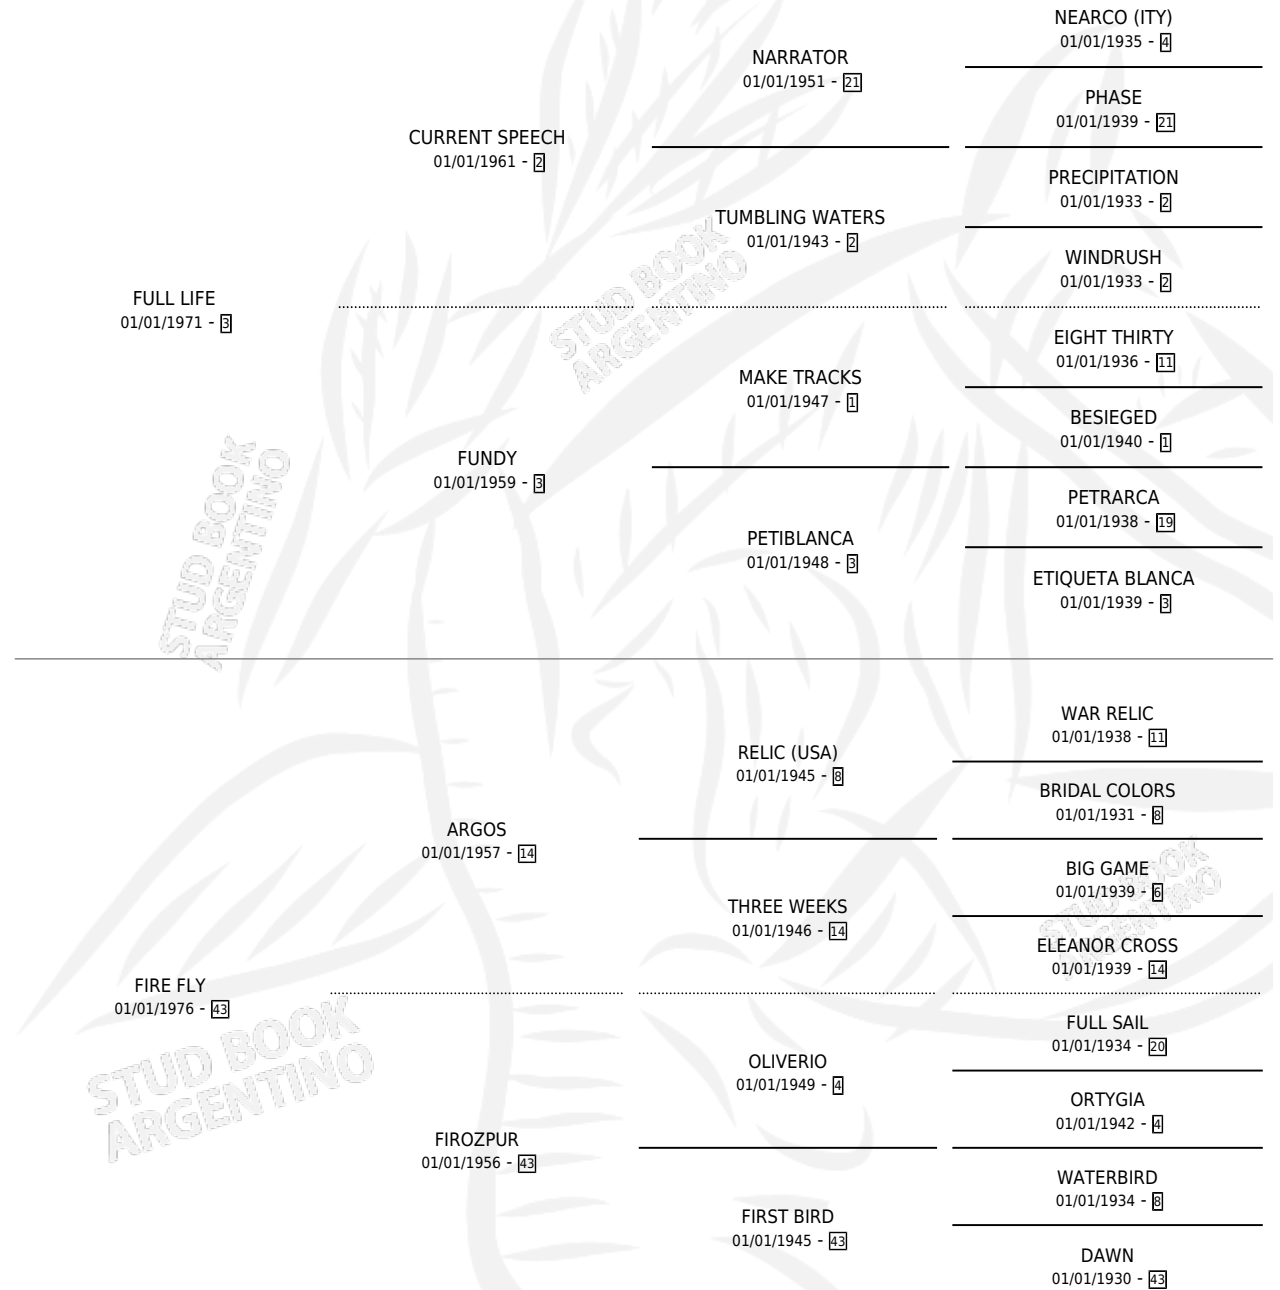 NEARCO (ITY)
01/01/1935 - 4
NARRATOR
01/01/1951 - 21
PHASE
01/01/1939 - 21
CURRENT SPEECH
01/01/1961 - 2
PRECIPITATION
01/01/1933 - 2
TUMBLING WATERS
01/01/1943 - 2
WINDRUSH
01/01/1933 - 2
FULL LIFE
01/01/1971 - 3
STUD BOOK
ARGENTINO
EIGHT THIRTY
01/01/1936 - 11
MAKE TRACKS
01/01/1947 - 1
BESIEGED
01/01/1940 - 1
FUNDY
01/01/1959 - 3
PETRARCA
01/01/1938 - 19
PETIBLANCA
01/01/1948 - 3
ETIQUETA BLANCA
01/01/1939 - 3
STUD BOOK
ARGENTINO
WAR RELIC
01/01/1938 - 11
RELIC (USA)
01/01/1945 - 8
BRIDAL COLORS
01/01/1931 - 8
ARGOS
01/01/1957 - 14
BIG GAME
01/01/1939 - 6
THREE WEEKS
01/01/1946 - 14
STUD BOOK
ARGENTINO
ELEANOR CROSS
01/01/1939 - 14
FIRE FLY
01/01/1976 - 43
STUD BOOK
ARGENTINO
FULL SAIL
01/01/1934 - 20
OLIVERIO
01/01/1949 - 4
ORTYGIA
01/01/1942 - 4
FIROZPUR
01/01/1956 - 43
WATERBIRD
01/01/1934 - 8
FIRST BIRD
01/01/1945 - 43
DAWN
01/01/1930 - 43